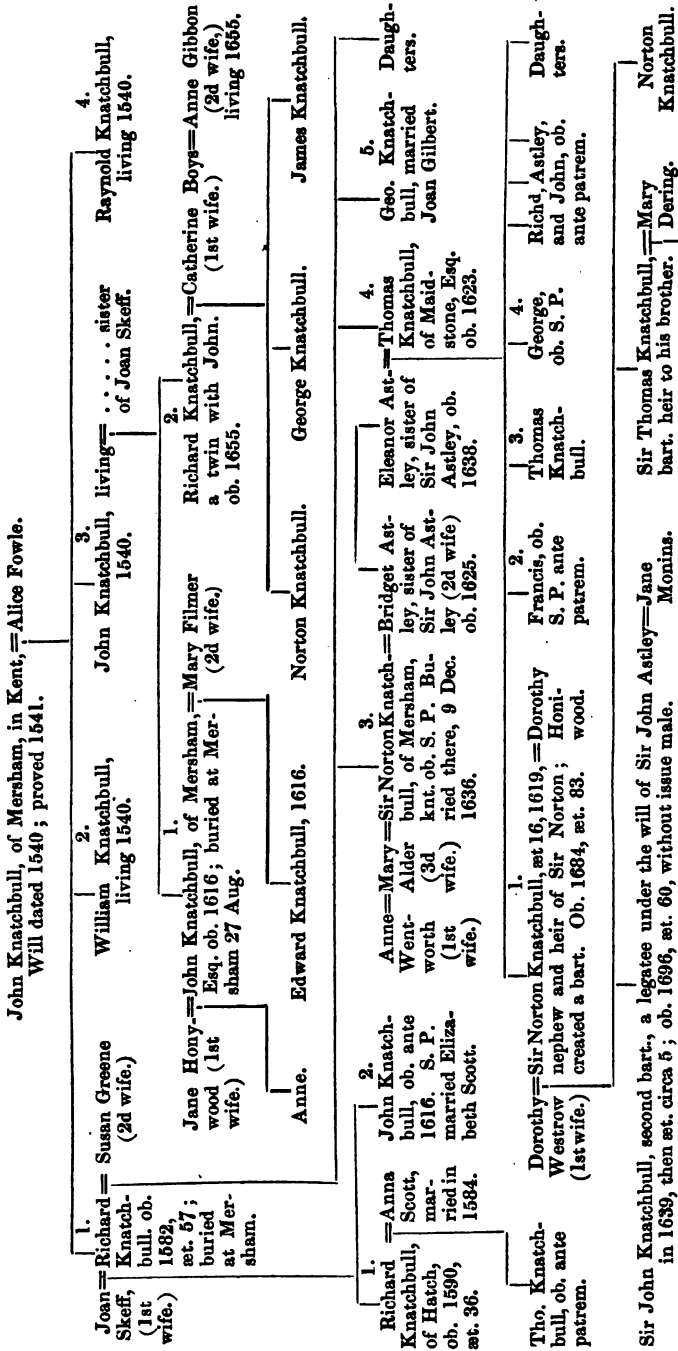 John Knatchbull, of Mersham, in Kent,=Alice Fowle.
Will dated 1540 ; proved 1541.
1.
Joan=Richard= Susan Greene
Skeff, Knatch- (2d wife.)
(1st bull. ob.
wife.) 1582,
æt. 57 ;
buried
at Mer-
sham.
2.
William Knatchbull,
living 1540.
3.
John Knatchbull, living= . . . . . sister
1540. of Joan Skeff.
4.
Raynold Knatchbull,
living 1540.
1.
Jane Hony-=John Knatchbull, of Mersham,=Mary Filmer
wood (1st Esq. ob. 1616 ; buried at Mer- (2d wife.)
wife.) sham 27 Aug.
2.
Richard Knatchbull,=Catherine Boys=Anne Gibbon
a twin with John. (1st wife.) (2d wife,)
ob. 1655. living 1655.
Anne.
Edward Knatchbull, 1616.
Norton Knatchbull.
George Knatchbull.
James Knatchbull.
1.
Richard =Anna
Knatchbull, Scott,
of Hatch, mar-
ob. 1590, ried in
æt. 36. 1584.
2.
John Knatch-
bull, ob. ante
1616. S. P.
married Eliza-
beth Scott.
3.
Anne=Mary=Sir Norton Knatch-=Bridget Ast-
Went- Alder bull, of Mersham, ley, sister of
worth (3d knt. ob. S. P. Bu- Sir John Ast-
(1st wife.) ried there, 9 Dec. ley (2d wife)
wife.) 1636. ob. 1625.
4.
Eleanor Ast-=Thomas
ley, sister of Knatchbull,
Sir John of Maid-
Astley, ob. stone, Esq.
1638. ob. 1623.
5.
Geo. Knatch-
bull, married
Joan Gilbert.
Daugh-
ters.
Tho. Knatch-
bull, ob. ante
patrem.
1.
Dorothy=Sir Norton Knatchbull, æt 16, 1619,=Dorothy
Westrow nephew and heir of Sir Norton ; Honi-
(1st wife.) created a bart. Ob. 1684, æt. 83. wood.
2.
Francis, ob.
S. P. ante
patrem.
3.
Thomas
Knatch-
bull.
4.
George,
ob. S. P.
Richd, Astley,
and John, ob.
ante patrem.
Daugh-
ters.
Sir John Knatchbull, second bart., a legatee under the will of Sir John Astley=Jane
in 1639, then æt. circa 5 ; ob. 1696, æt. 60, without issue male. Monins.
Sir Thomas Knatchbull,=Mary
bart. heir to his brother. Dering.
Norton
Knatchbull.